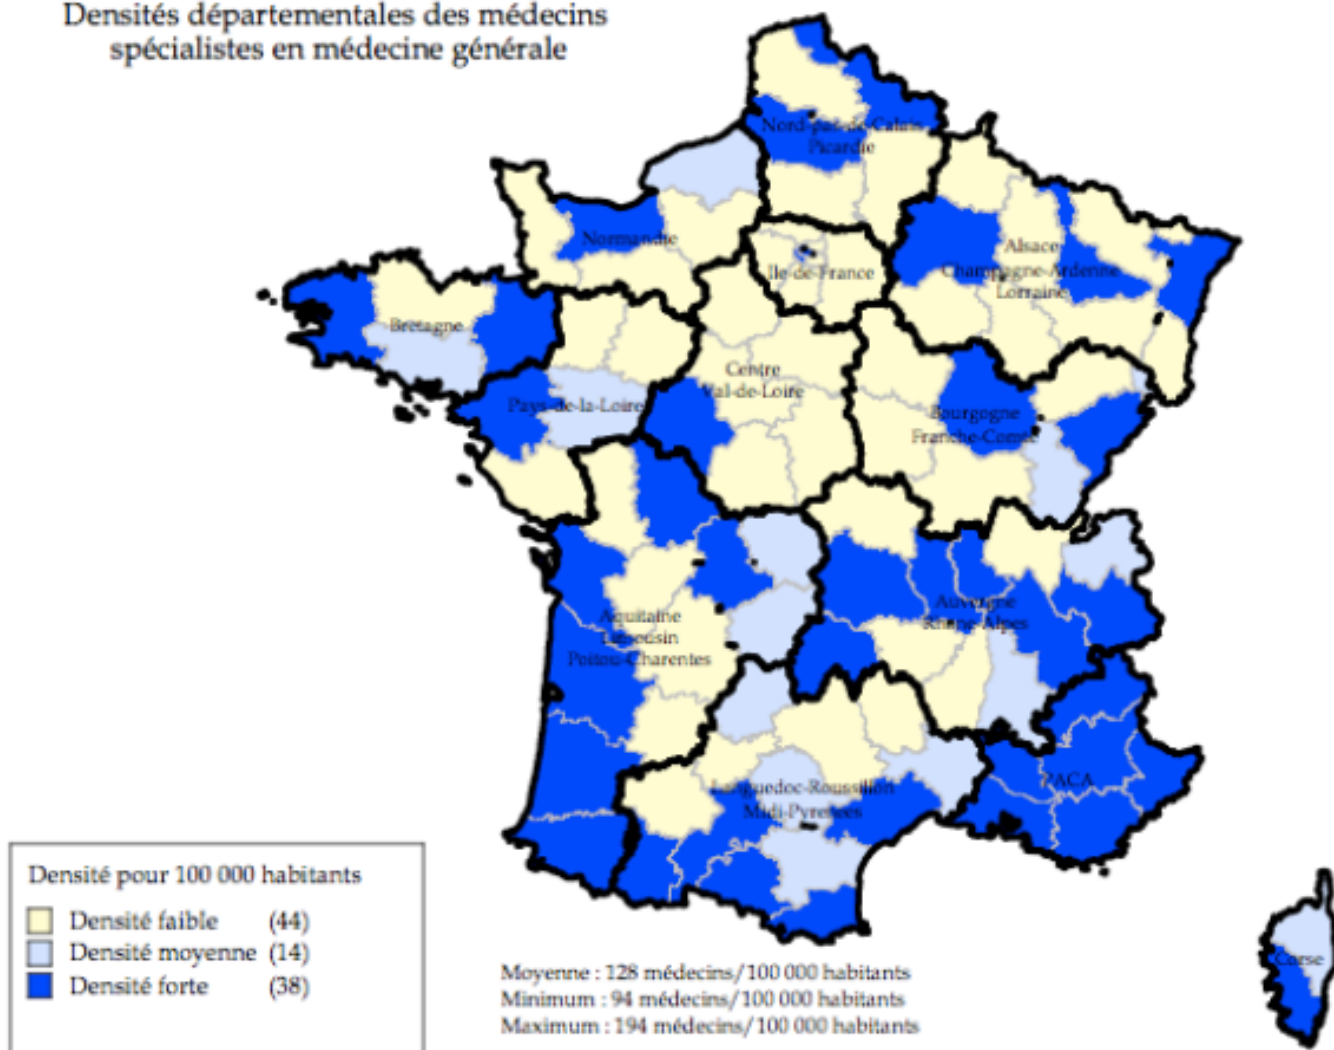 Densités départementales des médecins
spécialistes en médecine générale
Nord-pas-de-Calais
Picardie
Normandie
Ile-de-France
Alsace
Champagne-Ardenne
Lorraine
Bretagne
Centre
Val-de-Loire
Pays-de-la-Loire
Bourgogne
Franche-Comté
Auvergne
Rhône-Alpes
Aquitaine
Limousin
Poitou-Charentes
Languedoc-Roussillon
Midi-Pyrénées
PACA
Corse
Densité pour 100 000 habitants
Densité faible (44)
Densité moyenne (14)
Densité forte (38)
Moyenne : 128 médecins/100 000 habitants
Minimum : 94 médecins/100 000 habitants
Maximum : 194 médecins/100 000 habitants